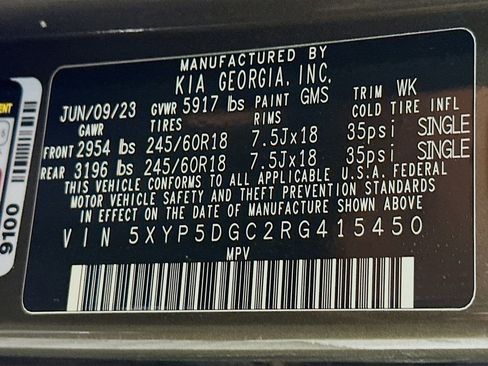 MANUFACTURED BY
KIA GEORGIA, INC.
JUN/09/23 GVWR 5917 lbs PAINT GMS TRIM WK
GAWR TIRES RIMS COLD TIRE INFL
FRONT 2954 lbs 245/60R18 7.5Jx18 35psi SINGLE
REAR 3196 lbs 245/60R18 7.5Jx18 35psi SINGLE
THIS VEHICLE CONFORMS TO ALL APPLICABLE U.S.A. FEDERAL
MOTOR VEHICLE SAFETY AND THEFT PREVENTION STANDARDS
IN EFFECT ON THE DATE OF MANUFACTURE SHOWN ABOVE
VIN 5XYP5DGC2RG415450
MPV
9100